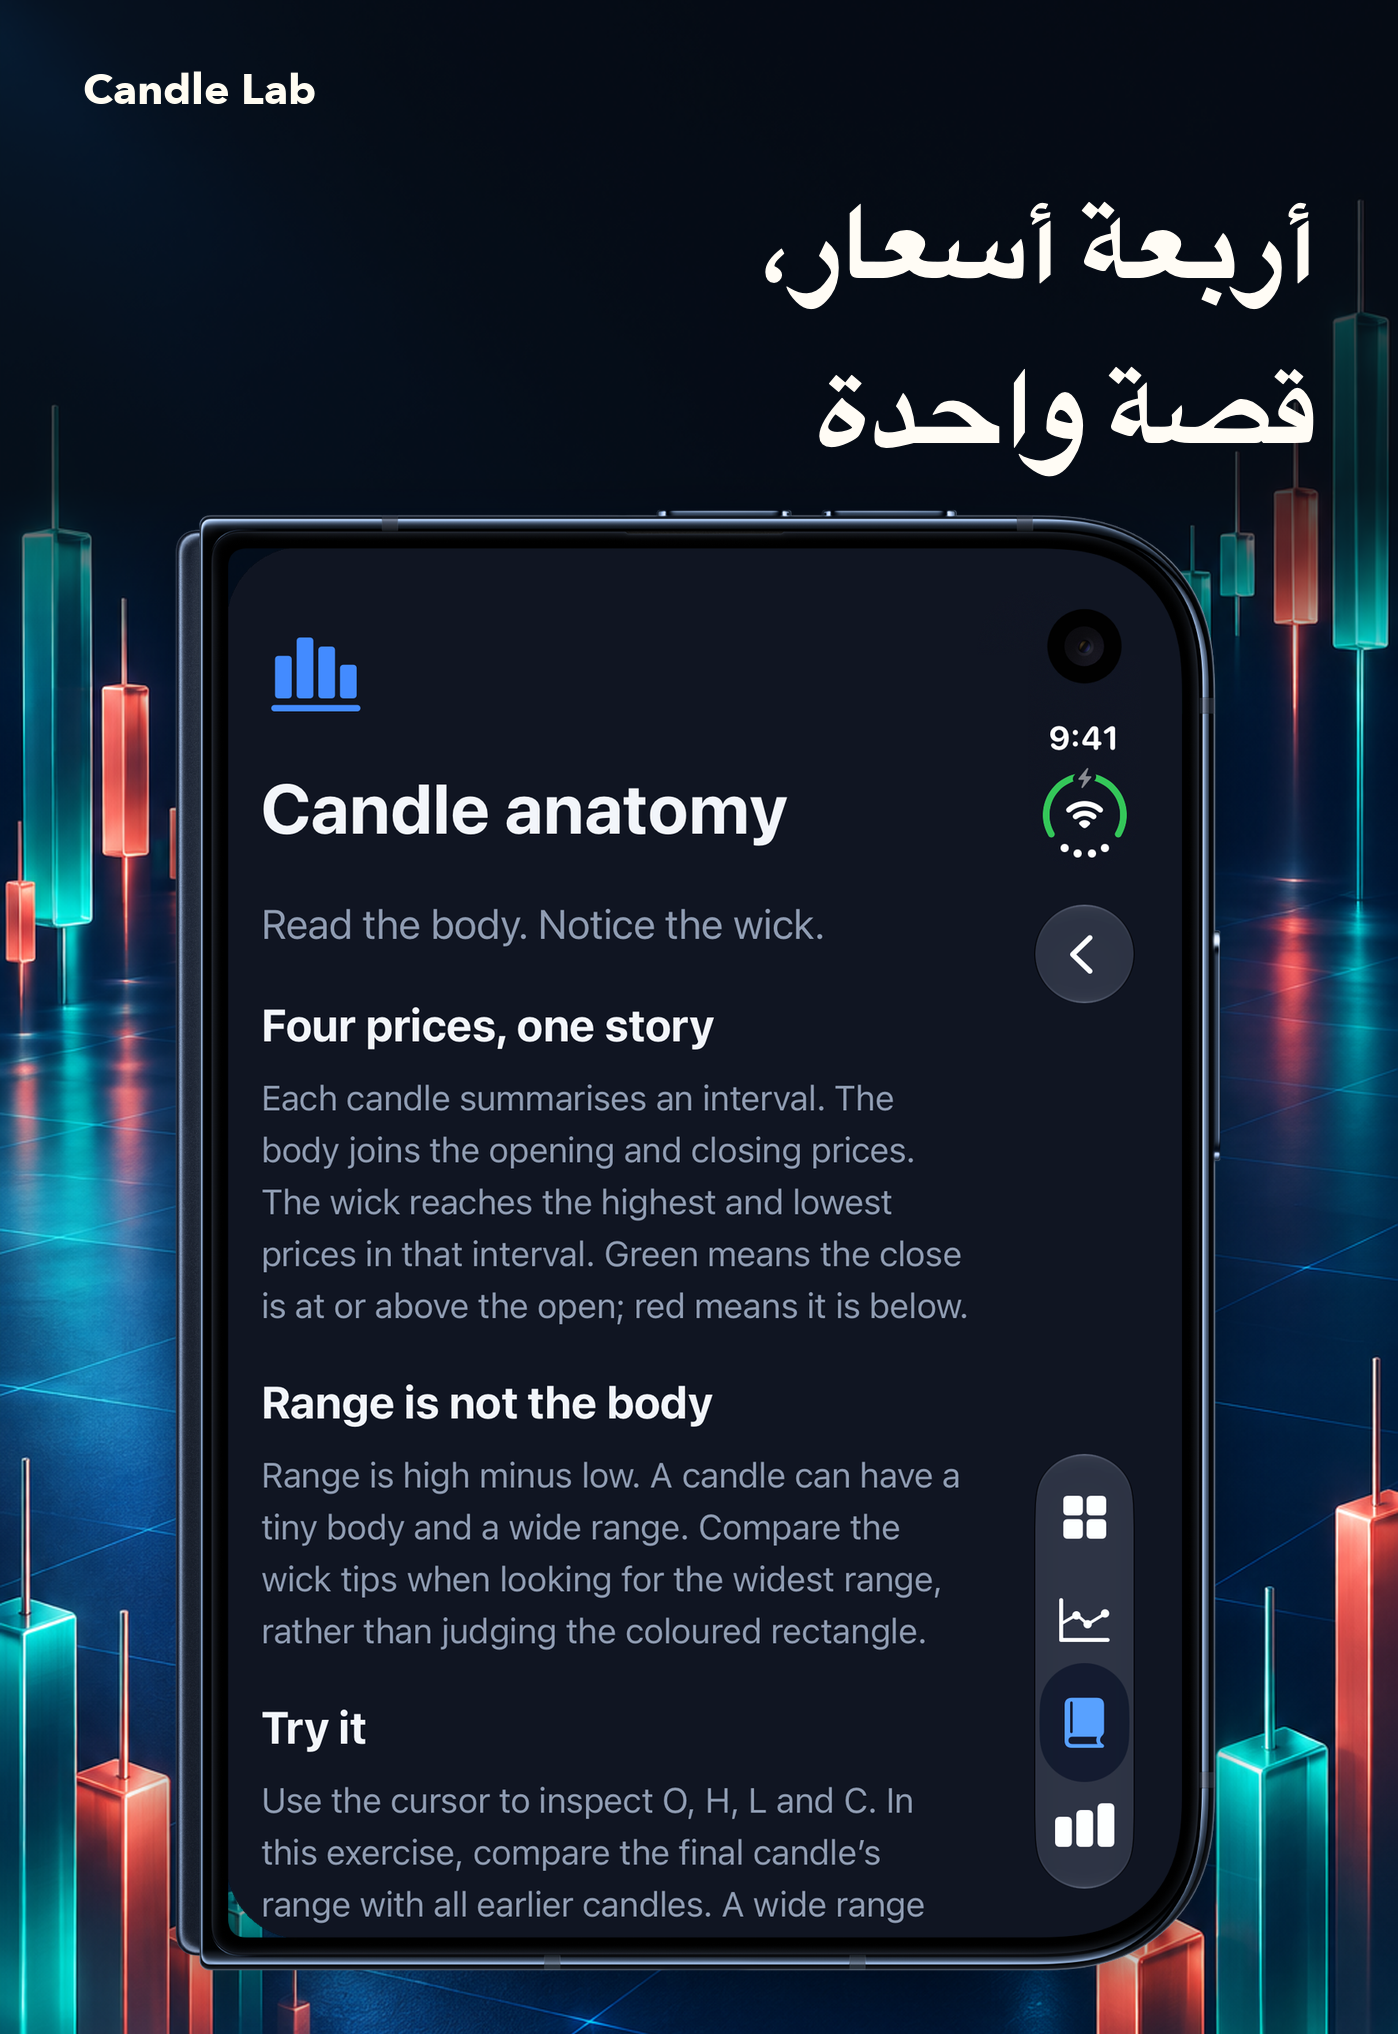 Candle Lab
أربعة أسعار،
قصة واحدة
9:41
Candle anatomy
Read the body. Notice the wick.
Four prices, one story
Each candle summarises an interval. The
body joins the opening and closing prices.
The wick reaches the highest and lowest
prices in that interval. Green means the close
is at or above the open; red means it is below.
Range is not the body
Range is high minus low. A candle can have a
tiny body and a wide range. Compare the
wick tips when looking for the widest range,
rather than judging the coloured rectangle.
Try it
Use the cursor to inspect O, H, L and C. In
this exercise, compare the final candle’s
range with all earlier candles. A wide range